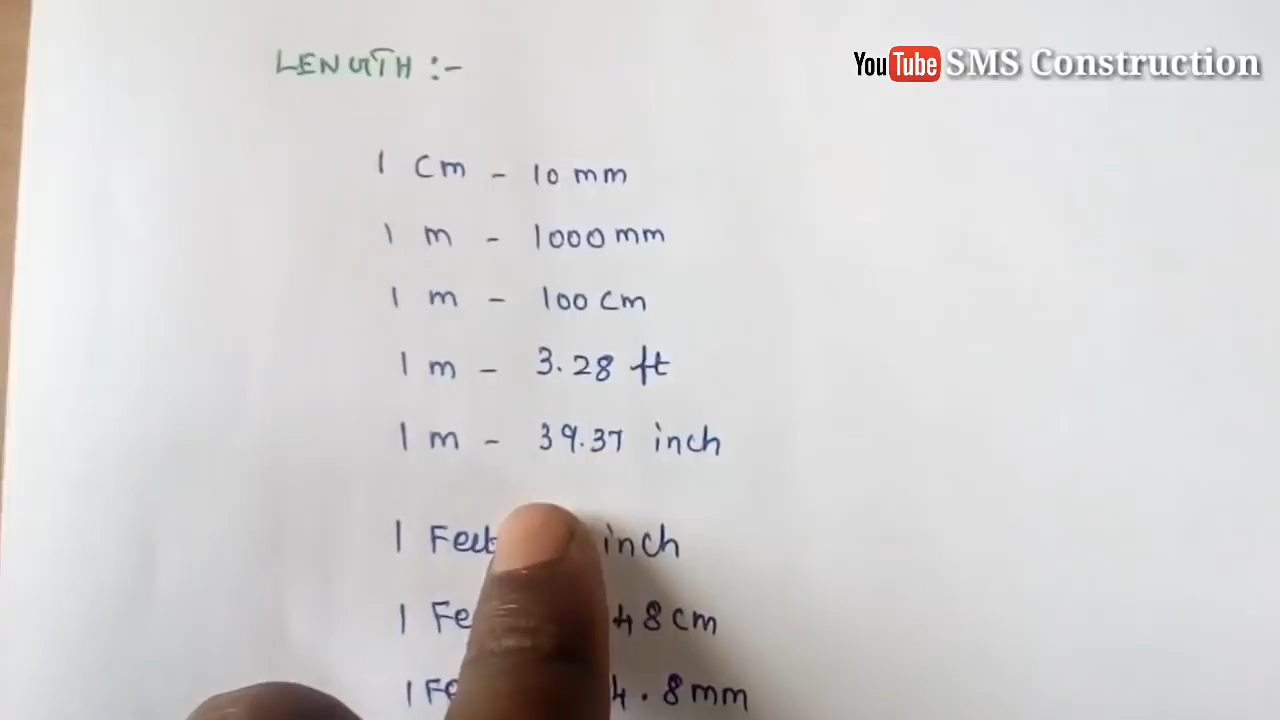 LENGTH :-
YouTube SMS Construction
1 Cm - 10 mm
1 m - 1000 mm
1 m - 100 cm
1 m - 3.28 ft
1 m - 39.37 inch
1 Feet inch
1 48 cm
1 4.8 mm